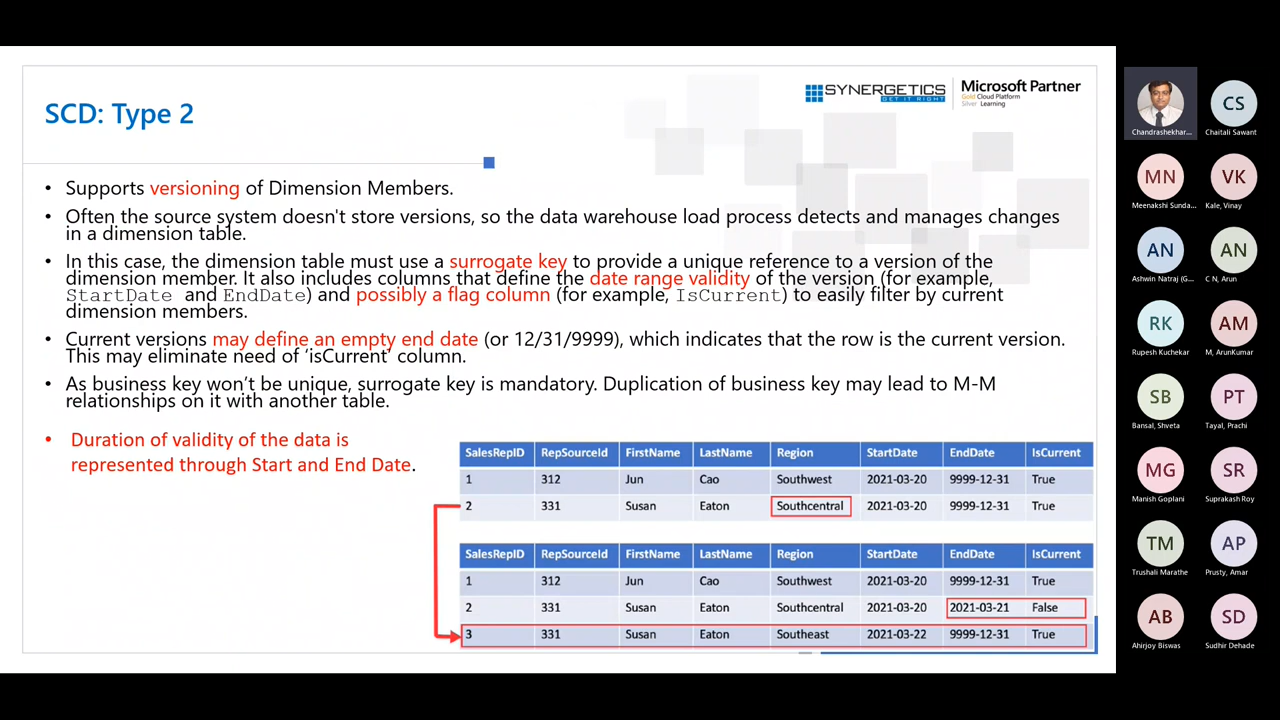 SCD: Type 2
SYNERGETICS
GET IT RIGHT
Microsoft Partner
Gold Cloud Platform
Silver Learning
• Supports versioning of Dimension Members.
• Often the source system doesn't store versions, so the data warehouse load process detects and manages changes
in a dimension table.
• In this case, the dimension table must use a surrogate key to provide a unique reference to a version of the
dimension member. It also includes columns that define the date range validity of the version (for example,
StartDate and EndDate) and possibly a flag column (for example, IsCurrent) to easily filter by current
dimension members.
• Current versions may define an empty end date (or 12/31/9999), which indicates that the row is the current version.
This may eliminate need of ‘isCurrent’ column.
• As business key won’t be unique, surrogate key is mandatory. Duplication of business key may lead to M-M
relationships on it with another table.
• Duration of validity of the data is
represented through Start and End Date.
SalesRepID RepSourceId FirstName LastName Region StartDate EndDate IsCurrent
1 312 Jun Cao Southwest 2021-03-20 9999-12-31 True
2 331 Susan Eaton Southcentral 2021-03-20 9999-12-31 True
SalesRepID RepSourceId FirstName LastName Region StartDate EndDate IsCurrent
1 312 Jun Cao Southwest 2021-03-20 9999-12-31 True
2 331 Susan Eaton Southcentral 2021-03-20 2021-03-21 False
3 331 Susan Eaton Southeast 2021-03-22 9999-12-31 True
Chandrashekhar...
CS
Chaitali Sawant
MN
Meenakshi Sunda...
VK
Kale, Vinay
AN
Ashwin Natraj (G...
AN
C N, Arun
RK
Rupesh Kuchekar
AM
M, ArunKumar
SB
Bansal, Shveta
PT
Tayal, Prachi
MG
Manish Goplani
SR
Suprakash Roy
TM
Trushali Marathe
AP
Prusty, Amar
AB
Ahirjoy Biswas
SD
Sudhir Dehade